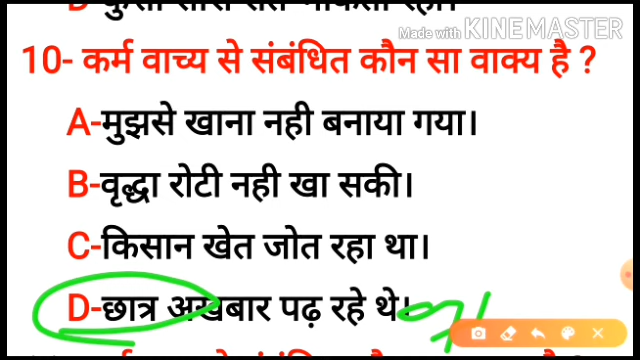 Made with KINEMASTER
10- कर्म वाच्य से संबंधित कौन सा वाक्य है ?
A-मुझसे खाना नही बनाया गया।
B-वृद्धा रोटी नही खा सकी।
C-किसान खेत जोत रहा था।
D-छात्र अखबार पढ़ रहे थे।